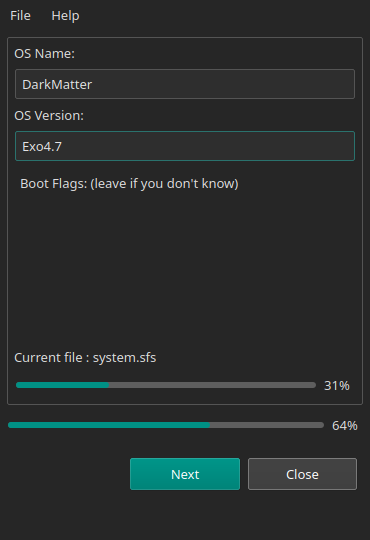 File Help
OS Name:
DarkMatter
OS Version:
Exo4.7
Boot Flags: (leave if you don't know)
Current file : system.sfs
31%
64%
Next Close